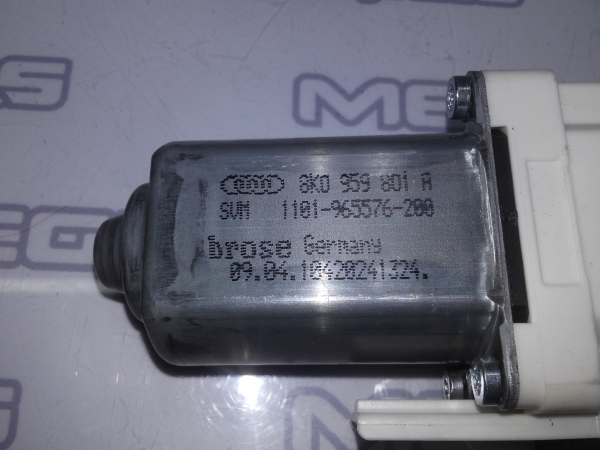 8K0 959 801 A
SVM 1101-965576-200
brose Germany
09.04.10420241324.